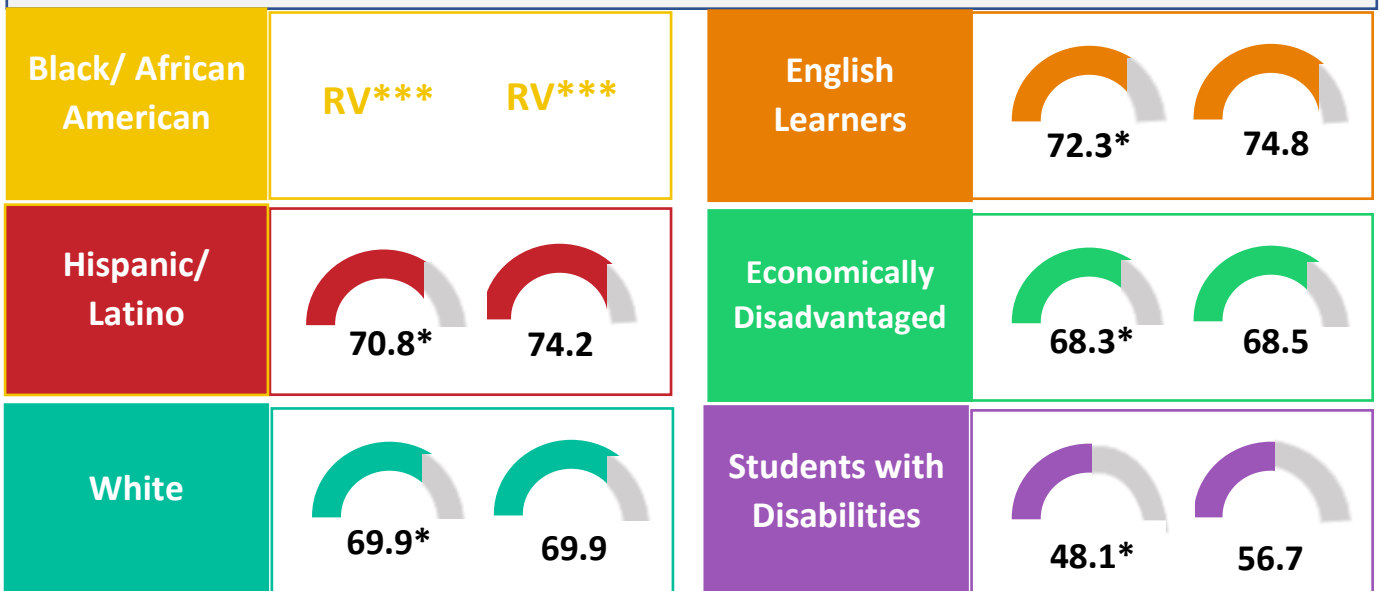 Black/ African
American
RV*** RV***
English
Learners
72.3* 74.8
Hispanic/
Latino
70.8* 74.2
Economically
Disadvantaged
68.3* 68.5
White
69.9* 69.9
Students with
Disabilities
48.1* 56.7